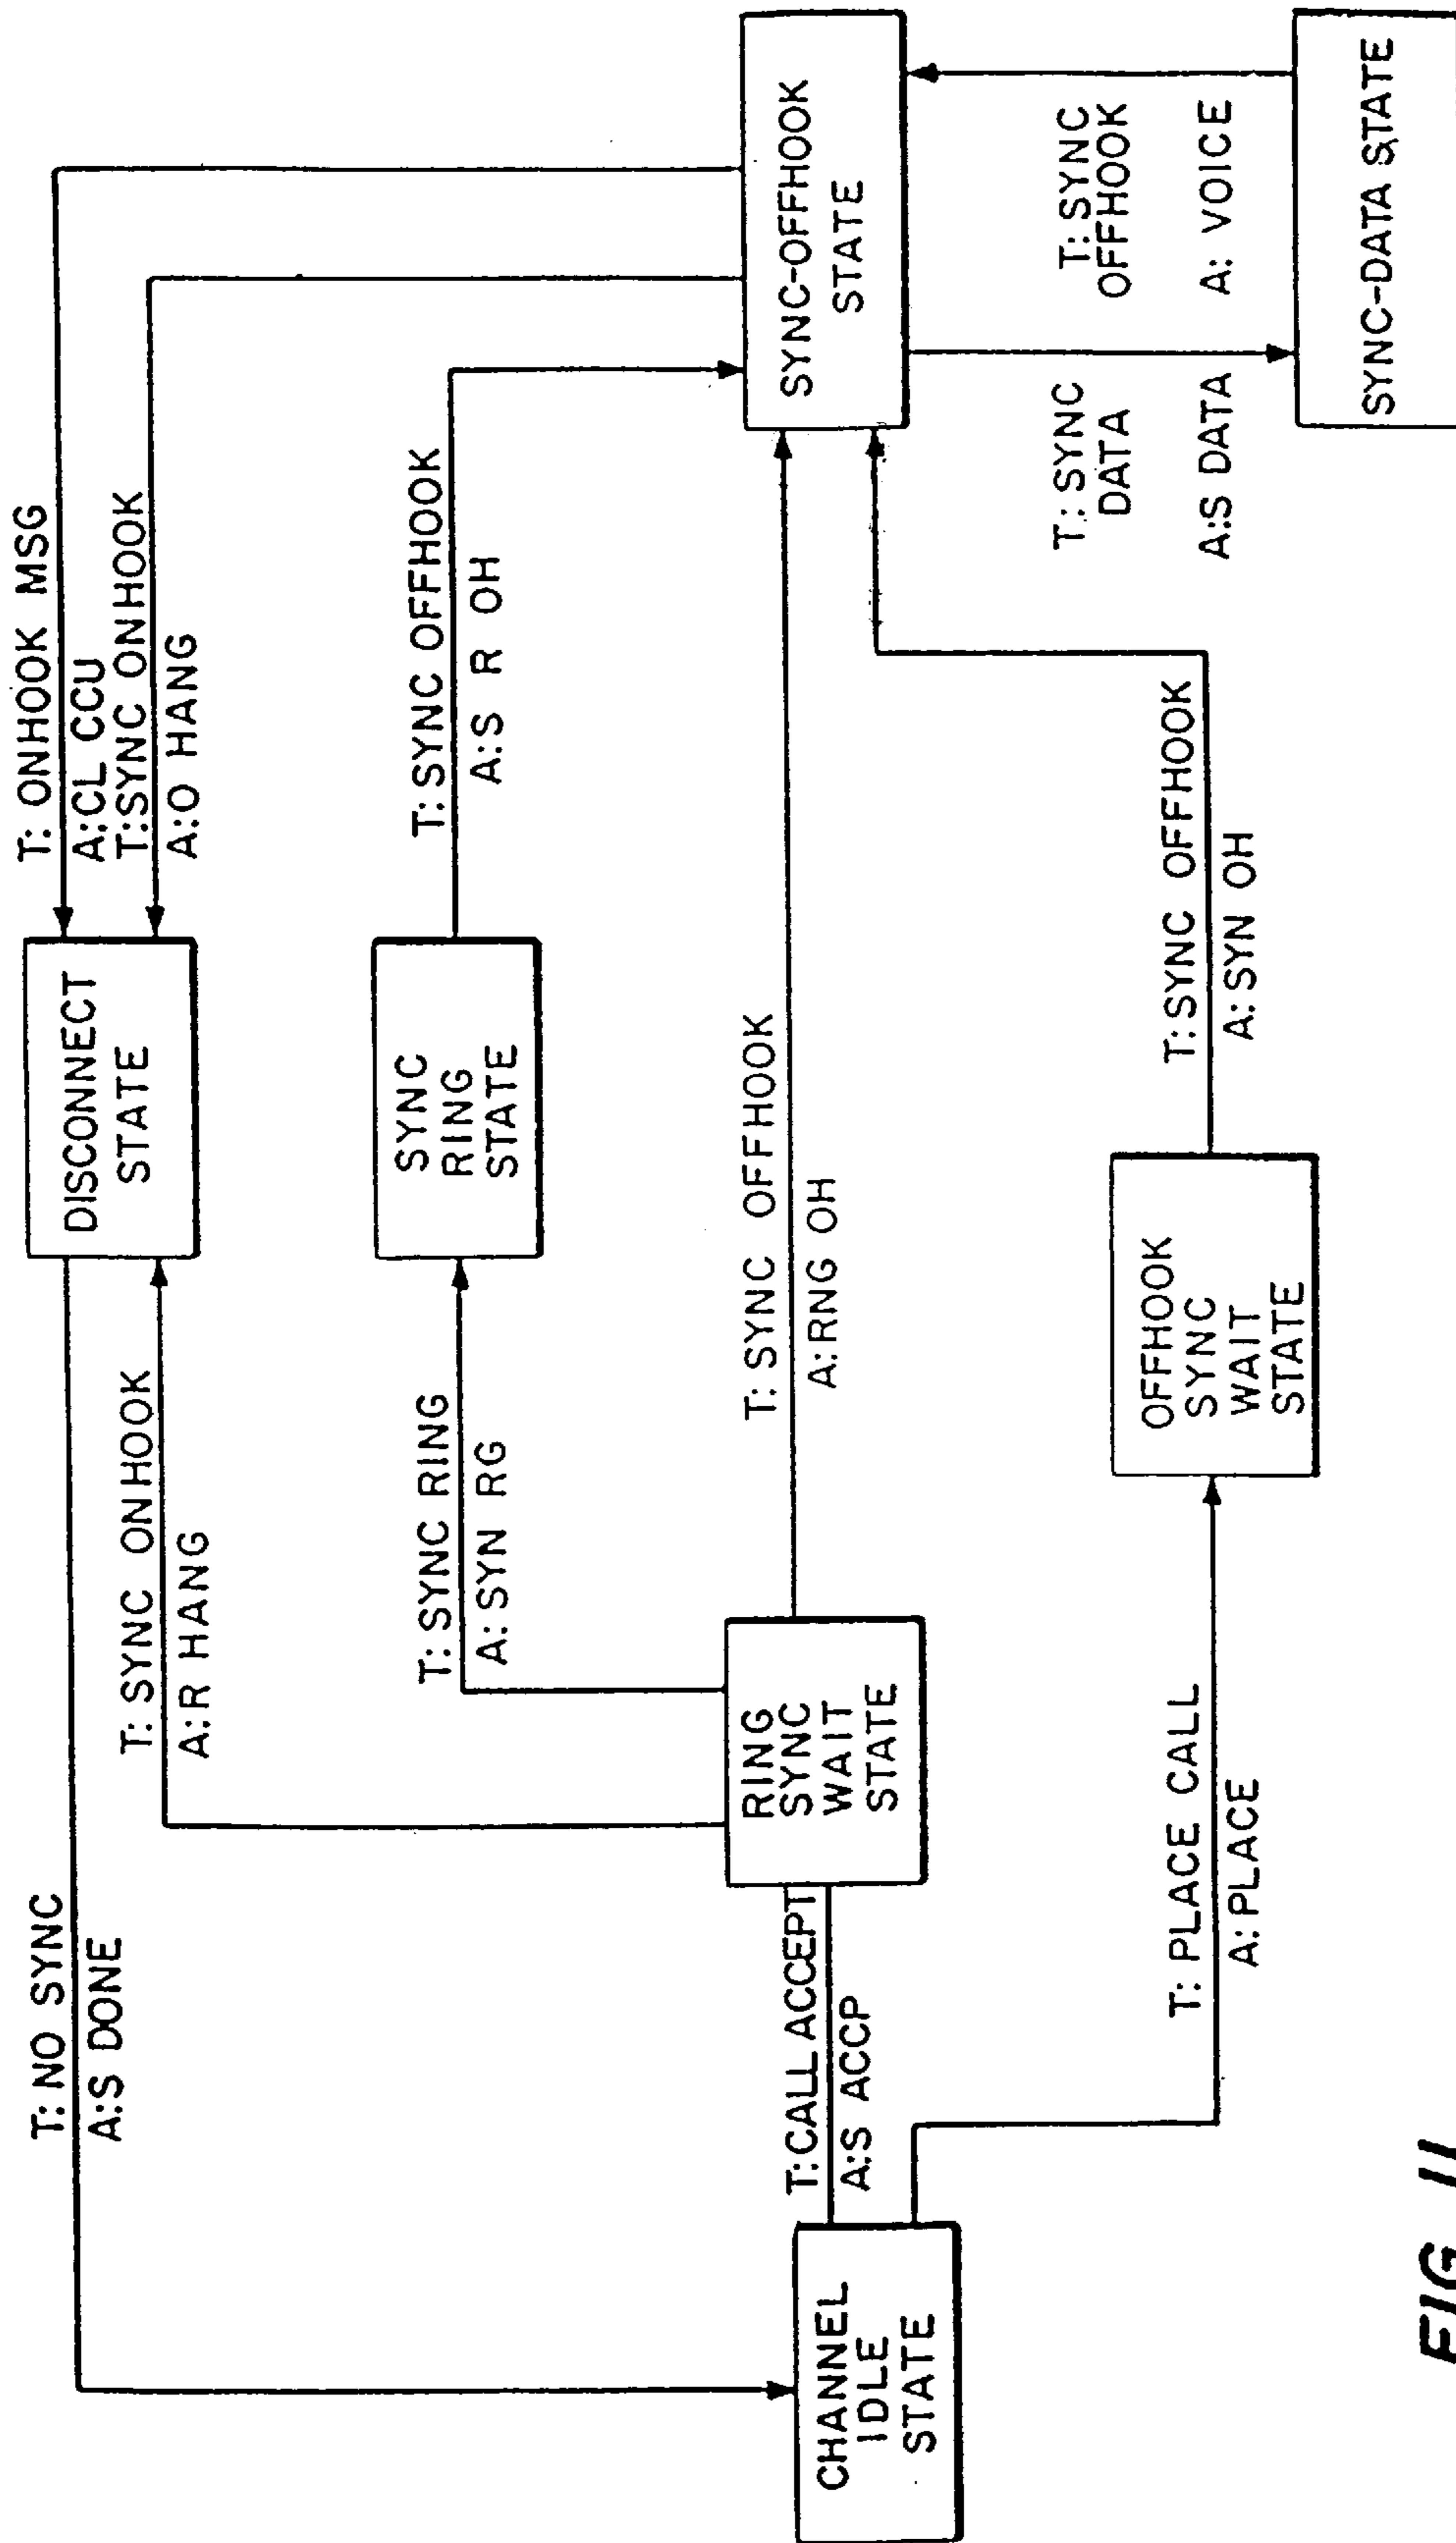 T: NO SYNC
A:S DONE
T: SYNC ONHOOK
A:R HANG
DISCONNECT
STATE
T: ONHOOK MSG
A:CL CCU
T:SYNC ONHOOK
A:O HANG
T: SYNC RING
A: SYN RG
SYNC
RING
STATE
T:SYNC OFFHOOK
A:S R OH
CHANNEL
IDLE
STATE
T:CALL ACCEPT
A:S ACCP
RING
SYNC
WAIT
STATE
T: SYNC OFFHOOK
A:RNG OH
SYNC-OFFHOOK
STATE
T: PLACE CALL
A: PLACE
OFFHOOK
SYNC
WAIT
STATE
T:SYNC OFFHOOK
A: SYN OH
T: SYNC
DATA
A:S DATA
T: SYNC
OFFHOOK
A: VOICE
SYNC-DATA STATE
FIG. 11